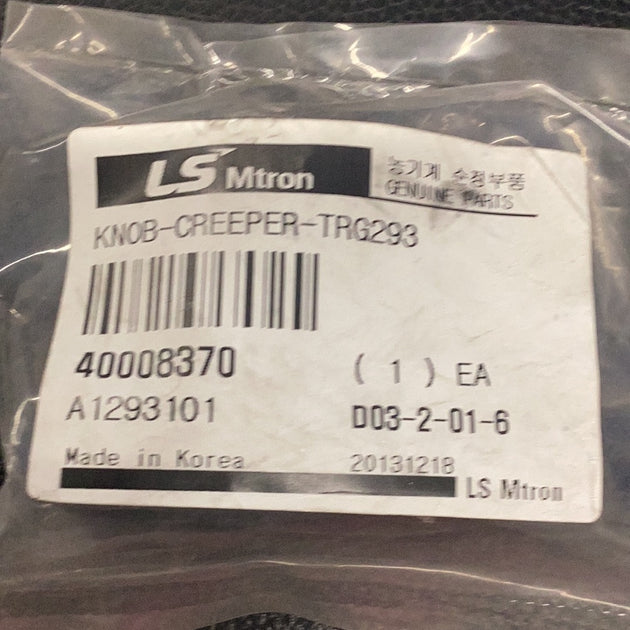 LS Mtron
농기계 순정부품
GENUINE PARTS
KNOB-CREEPER-TRG293
40008370
( 1 ) EA
A1293101
D03-2-01-6
Made in Korea
20131218
LS Mtron